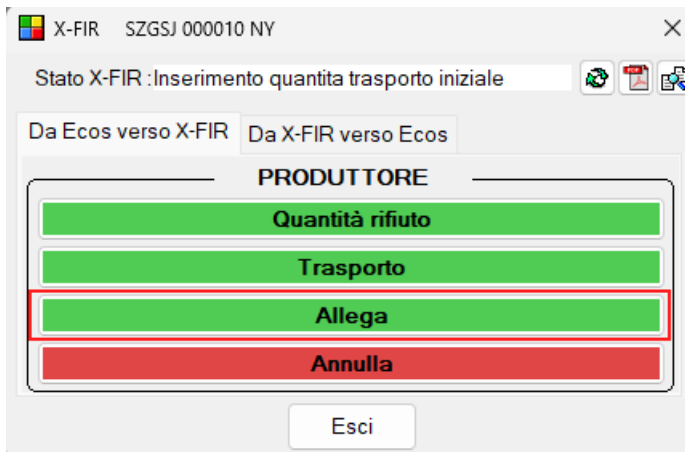 X-FIR SZGSJ 000010 NY
Stato X-FIR :Inserimento quantita trasporto iniziale
PDF
Da Ecos verso X-FIR Da X-FIR verso Ecos
PRODUTTORE
Quantità rifiuto
Trasporto
Allega
Annulla
Esci